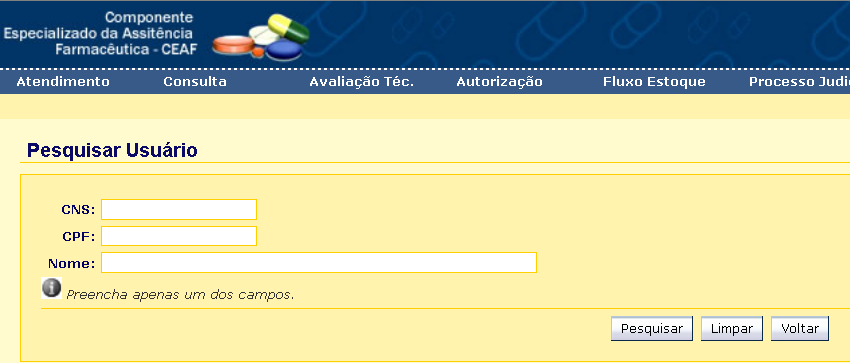 Componente
Especializado da Assitência
Farmacêutica - CEAF
Atendimento Consulta Avaliação Téc. Autorização Fluxo Estoque Processo Judi
Pesquisar Usuário
CNS:
CPF:
Nome:
Preencha apenas um dos campos.
Pesquisar Limpar Voltar